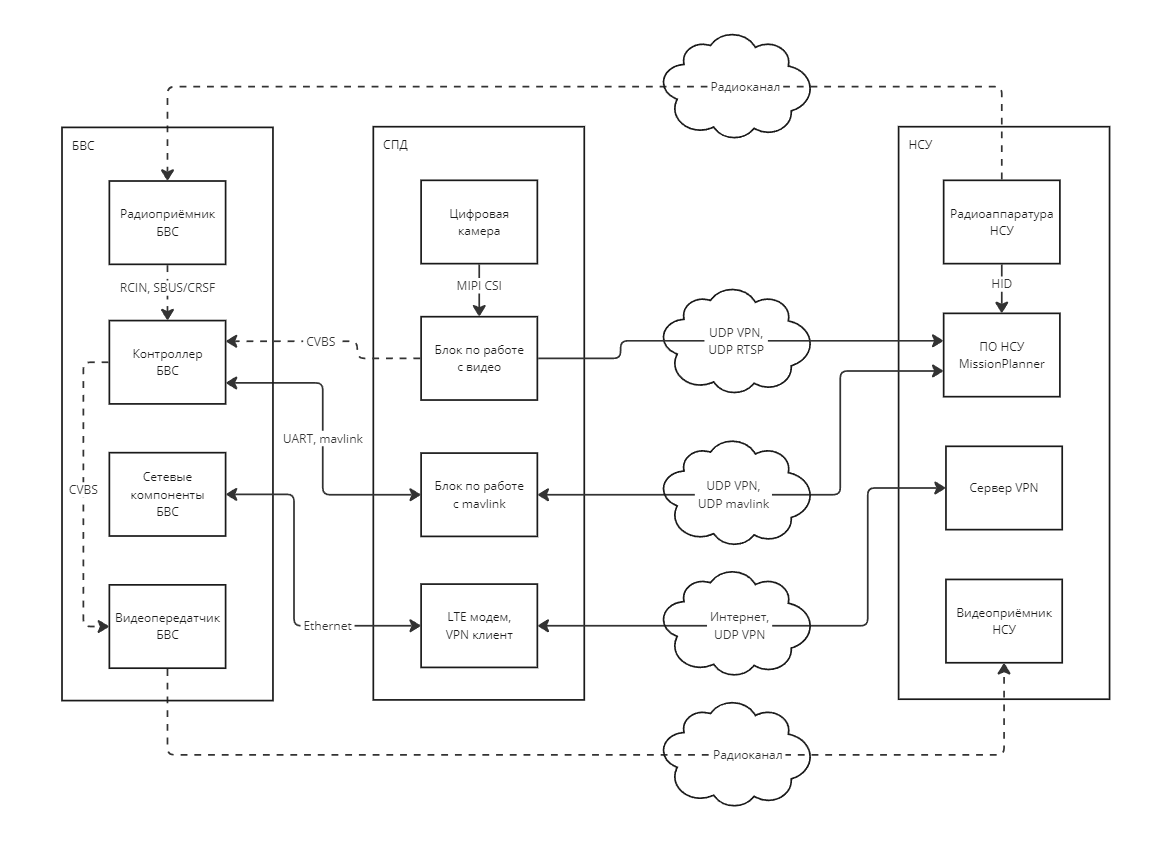 Радиоканал
БВС
СПД
НСУ
Радиоприёмник
БВС
Цифровая
камера
Радиоаппаратура
НСУ
RCIN, SBUS/CRSF
MIPI CSI
HID
Контроллер
БВС
CVBS
Блок по работе
с видео
UDP VPN,
UDP RTSP
ПО НСУ
MissionPlanner
UART, mavlink
CVBS
Сетевые
компоненты
БВС
Блок по работе
с mavlink
UDP VPN,
UDP mavlink
Сервер VPN
Видеопередатчик
БВС
Ethernet
LTE модем,
VPN клиент
Интернет,
UDP VPN
Видеоприёмник
НСУ
Радиоканал